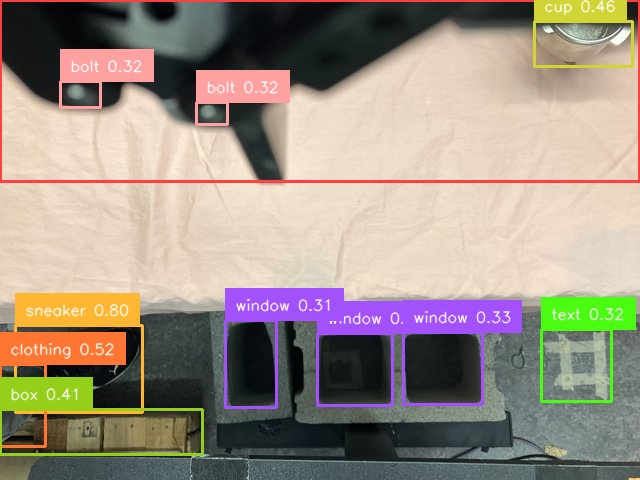 cup 0.46
bolt 0.32
bolt 0.32
window 0.31
window 0.
window 0.33
text 0.32
sneaker 0.80
clothing 0.52
box 0.41